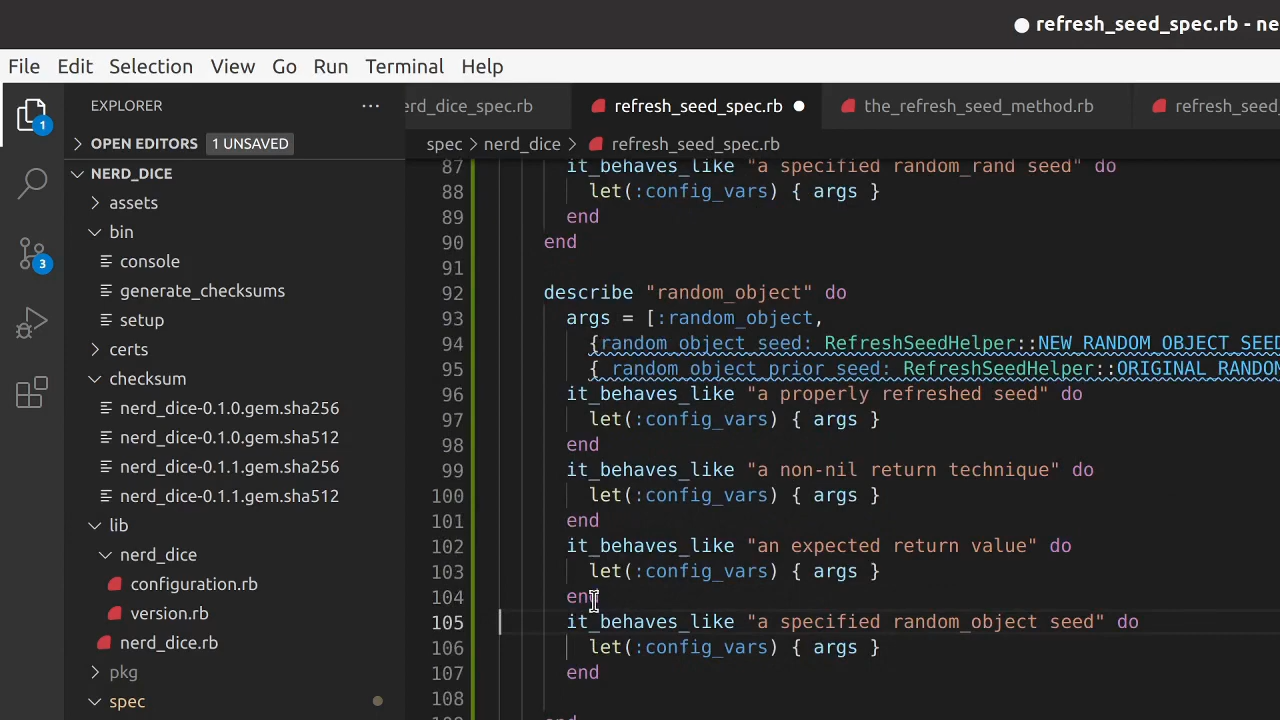 refresh_seed_spec.rb - ne
File Edit Selection View Go Run Terminal Help
EXPLORER
erd_dice_spec.rb
refresh_seed_spec.rb
the_refresh_seed_method.rb
refresh_seed_
1
OPEN EDITORS 1 UNSAVED
spec > nerd_dice > refresh_seed_spec.rb
NERD_DICE
assets
bin
console
generate_checksums
setup
certs
checksum
nerd_dice-0.1.0.gem.sha256
nerd_dice-0.1.0.gem.sha512
nerd_dice-0.1.1.gem.sha256
nerd_dice-0.1.1.gem.sha512
lib
nerd_dice
configuration.rb
version.rb
nerd_dice.rb
pkg
spec
3
87 it_behaves_like "a specified random_rand seed" do
88 let(:config_vars) { args }
89 end
90 end
91
92 describe "random_object" do
93 args = [:random_object,
94 {random_object_seed: RefreshSeedHelper::NEW_RANDOM_OBJECT_SEED
95 { random_object_prior_seed: RefreshSeedHelper::ORIGINAL_RANDOM
96 it_behaves_like "a properly refreshed seed" do
97 let(:config_vars) { args }
98 end
99 it_behaves_like "a non-nil return technique" do
100 let(:config_vars) { args }
101 end
102 it_behaves_like "an expected return value" do
103 let(:config_vars) { args }
104 end
105 it_behaves_like "a specified random_object seed" do
106 let(:config_vars) { args }
107 end
108